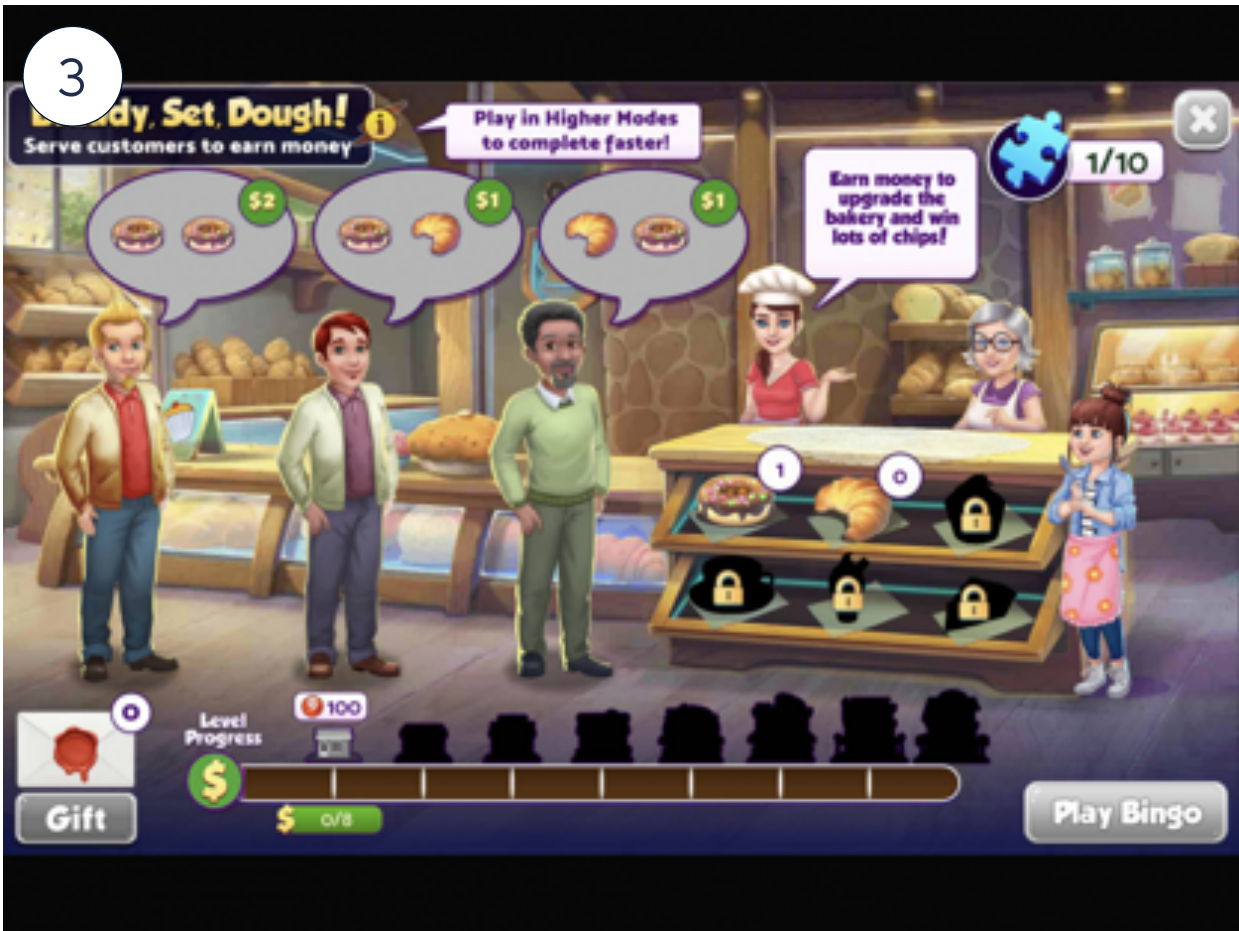 3
dy, Set, Dough!
Serve customers to earn money
i
Play in Higher Modes
to complete faster!
Earn money to
upgrade the
bakery and win
lots of chips!
1/10
$2
$1
$1
1
0
0
Gift
Level
Progress
100
$
$ 0/8
Play Bingo